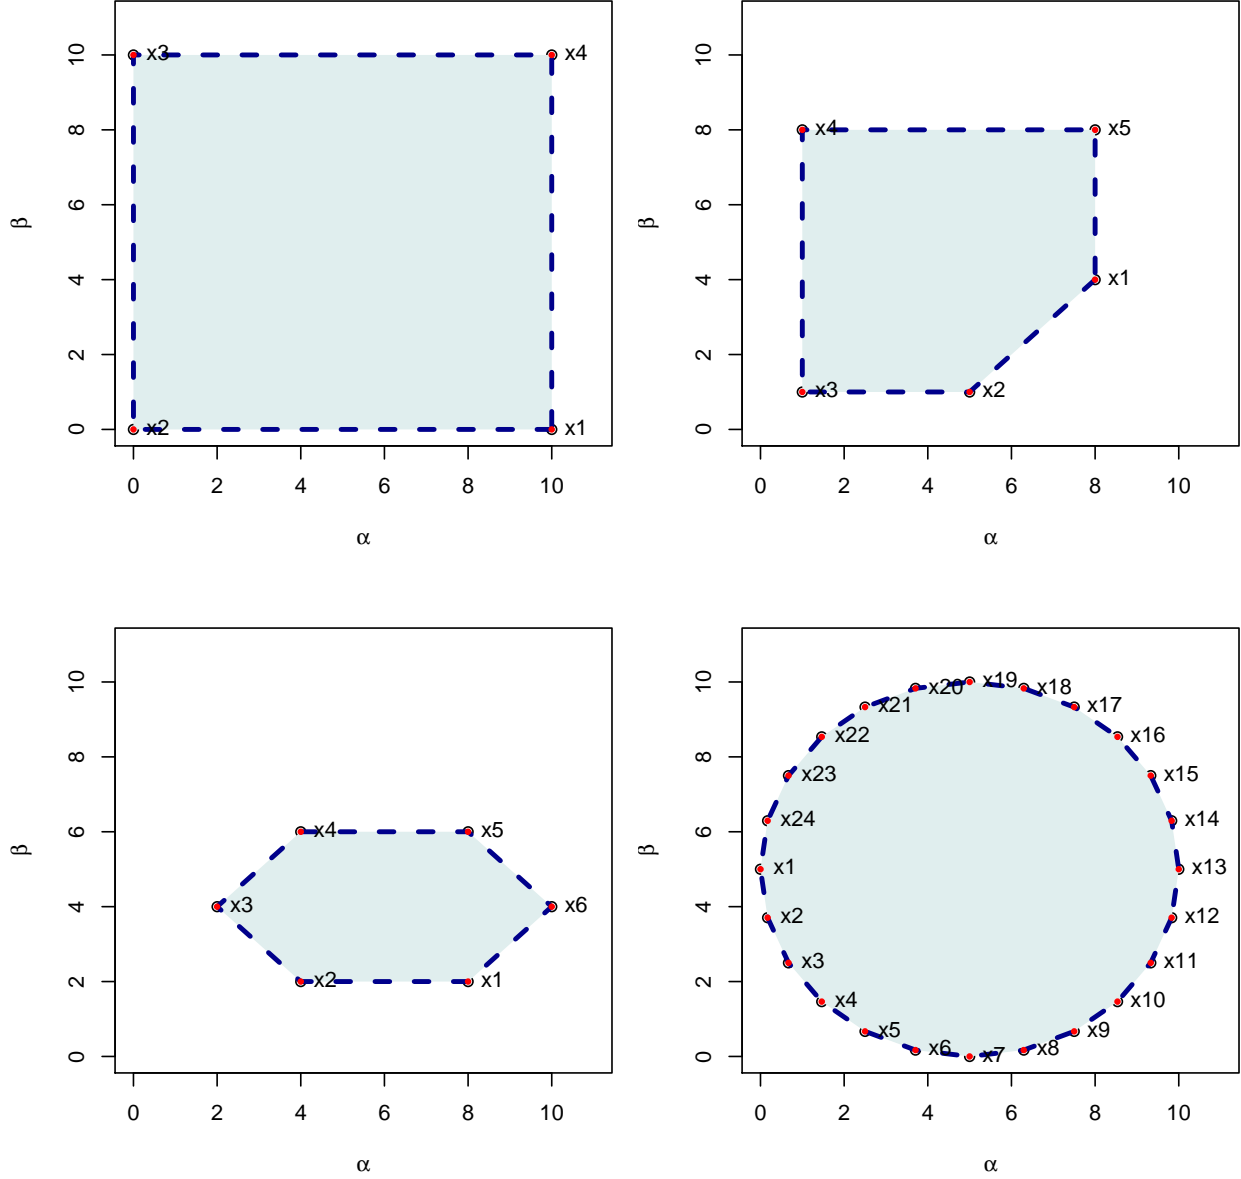 x3 x4
x2 x1
0 2 4 6 8 10
0 2 4 6 8 10
α
β
x4 x5
x1
x3 x2
0 2 4 6 8 10
0 2 4 6 8 10
α
β
x4 x5
x3 x6
x2 x1
0 2 4 6 8 10
0 2 4 6 8 10
α
β
x20 x19 x18
x21 x17
x22 x16
x23 x15
x24 x14
x1 x13
x2 x12
x3 x11
x4 x10
x5 x9
x6 x7 x8
0 2 4 6 8 10
0 2 4 6 8 10
α
β